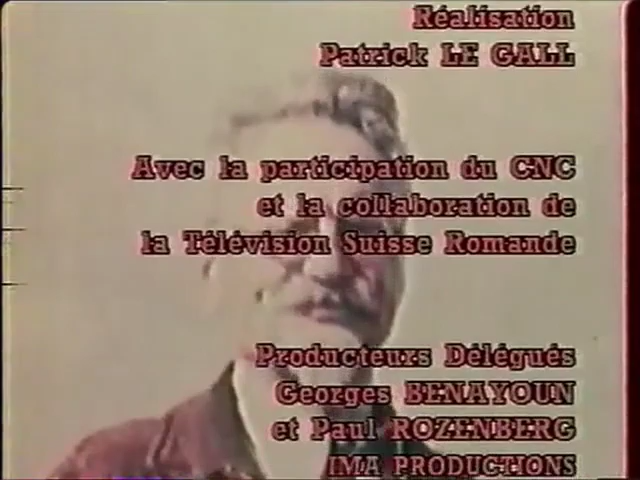 Réalisation
Patrick LE GALL
Avec la participation du CNC
et la collaboration de
la Télévision Suisse Romande
Producteurs Délégués
Georges BENAYOUN
et Paul ROZENBERG
IMA PRODUCTIONS